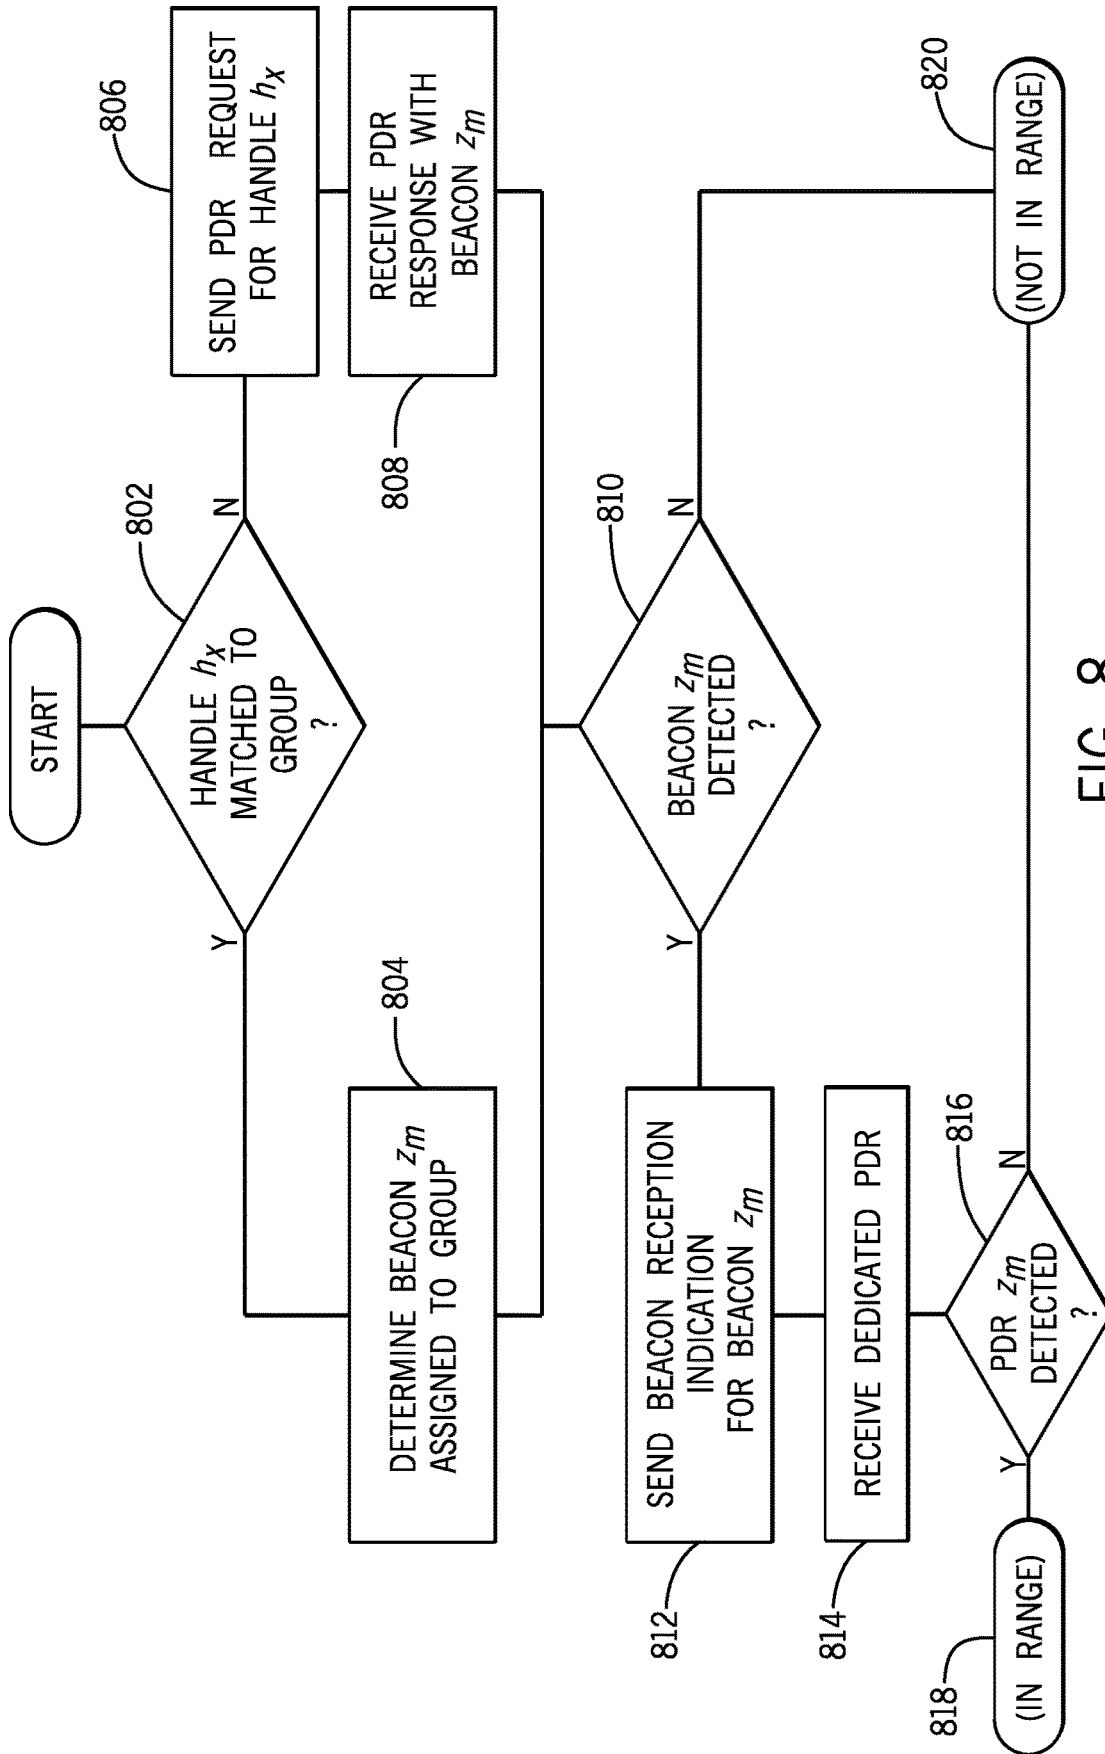 START
802
HANDLE hx
MATCHED TO
GROUP
?
Y
N
806
SEND PDR REQUEST
FOR HANDLE hx
804
DETERMINE BEACON zm
ASSIGNED TO GROUP
808
RECEIVE PDR
RESPONSE WITH
BEACON zm
810
BEACON zm
DETECTED
?
Y
N
812
SEND BEACON RECEPTION
INDICATION
FOR BEACON zm
814
RECEIVE DEDICATED PDR
816
PDR zm
DETECTED
?
Y
N
818
(IN RANGE)
820
(NOT IN RANGE)
FIG. 8